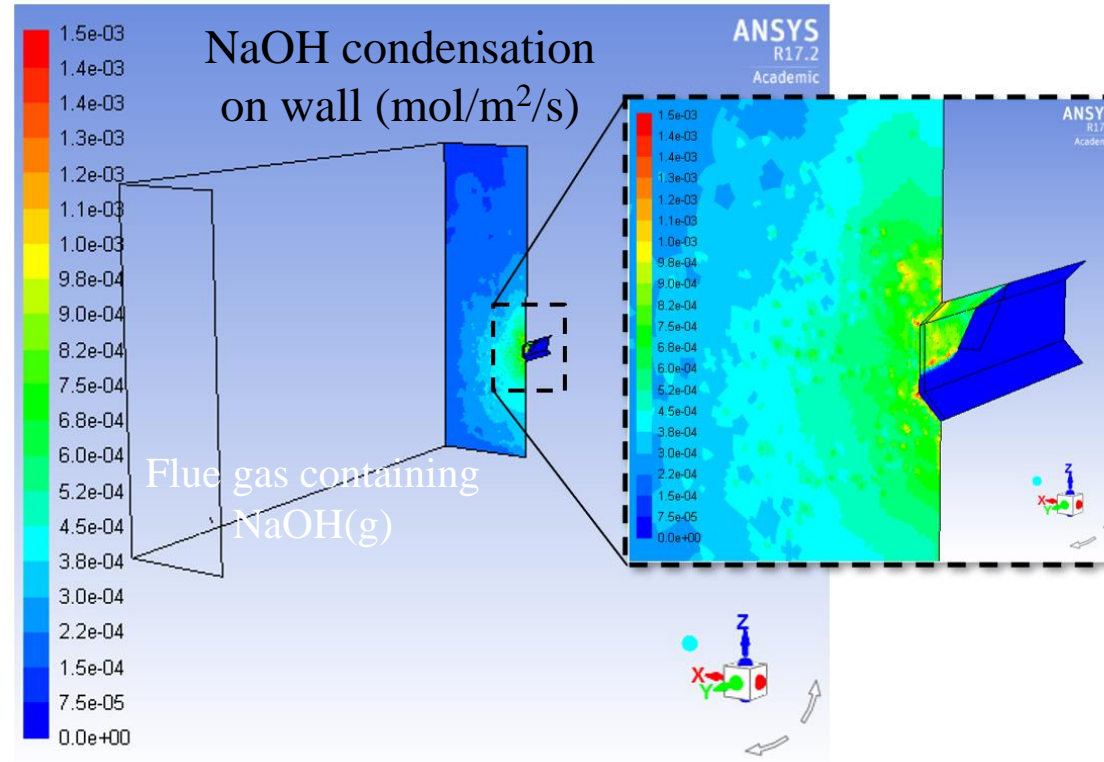 NaOH condensation
on wall (mol/m²/s)
ANSYS
R17.2
Academic
1.5e-03
1.4e-03
1.4e-03
1.3e-03
1.2e-03
1.1e-03
1.0e-03
9.8e-04
9.0e-04
8.2e-04
7.5e-04
6.8e-04
6.0e-04
5.2e-04
4.5e-04
3.8e-04
3.0e-04
2.2e-04
1.5e-04
7.5e-05
0.0e+00
Flue gas containing
NaOH(g)
Z
X
Y
ANSY
R17
Academ
1.5e-03
1.4e-03
1.4e-03
1.3e-03
1.2e-03
1.1e-03
1.0e-03
9.8e-04
9.0e-04
8.2e-04
7.5e-04
6.8e-04
6.0e-04
5.2e-04
4.5e-04
3.8e-04
3.0e-04
2.2e-04
1.5e-04
7.5e-05
0.0e+00
Z
X
Y